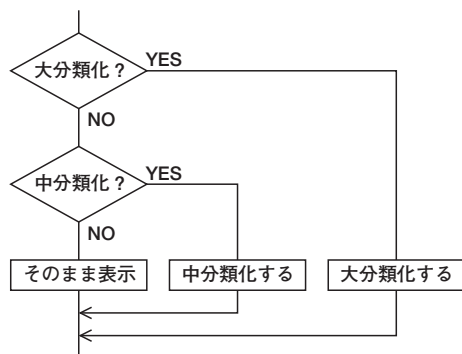 大分類化？
YES
NO
中分類化？
YES
NO
そのまま表示
中分類化する
大分類化する